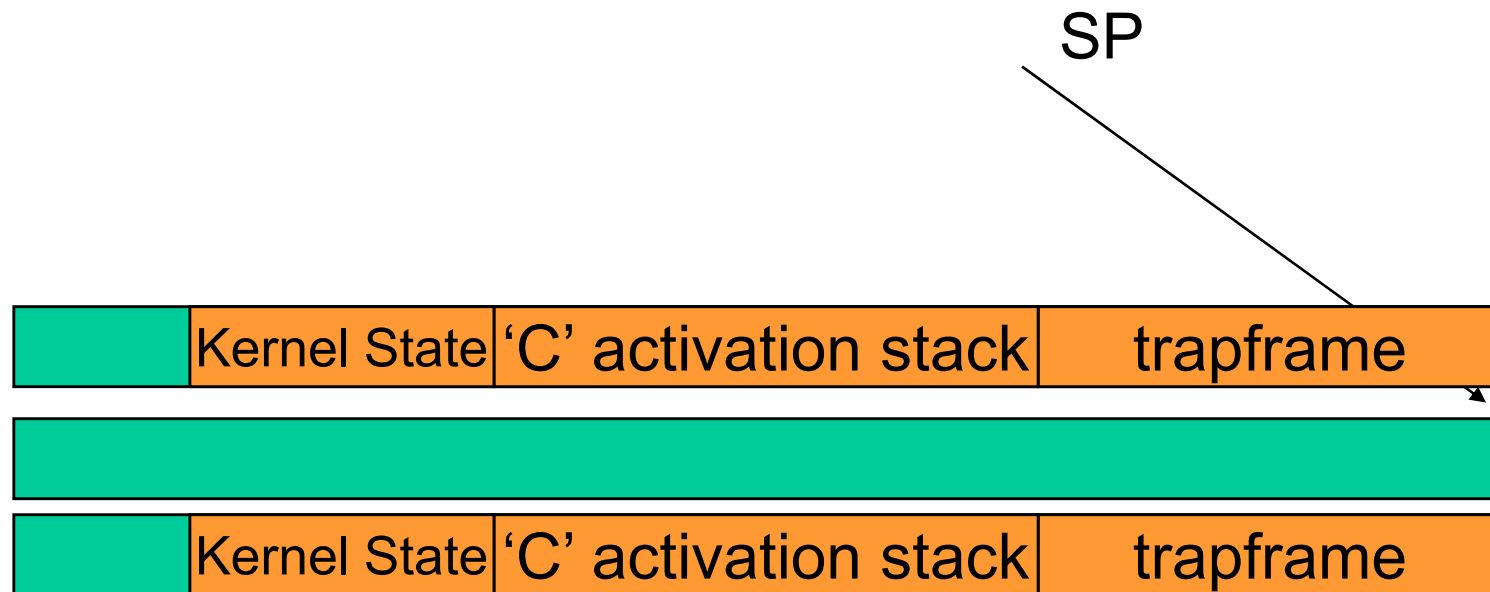 SP
Kernel State ‘C’ activation stack trapframe
Kernel State ‘C’ activation stack trapframe